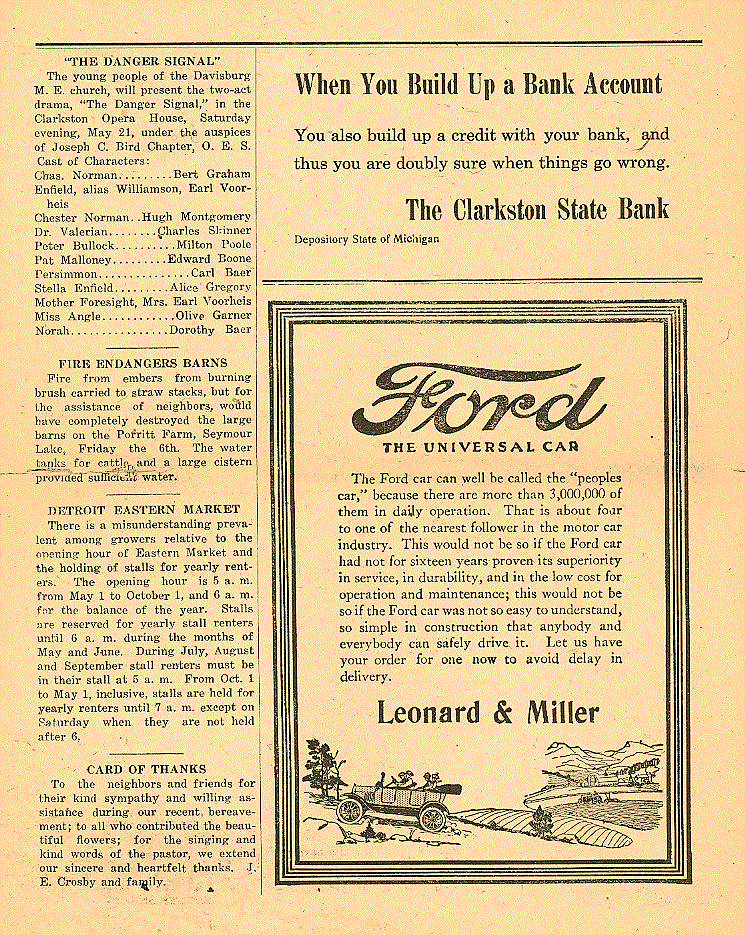 "THE DANGER SIGNAL"
The young people of the Davisburg
M. E. church, will present the two-act
drama, "The Danger Signal," in the
Clarkston Opera House, Saturday
evening, May 21, under the auspices
of Joseph C. Bird Chapter, O. E. S.
Cast of Characters:
Chas. Norman.........Bert Graham
Enfield, alias Williamson, Earl Voor-
heis
Chester Norman..Hugh Montgomery
Dr. Valerian........Charles Skinner
Peter Bullock..........Milton Poole
Pat Malloney.........Edward Boone
Persimmon...............Carl Baer
Stella Enfield.........Alice Gregory
Mother Foresight, Mrs. Earl Voorheis
Miss Angle............Olive Garner
Norah................Dorothy Baer
FIRE ENDANGERS BARNS
Fire from embers from burning
brush carried to straw stacks, but for
the assistance of neighbors, would
have completely destroyed the large
barns on the Pofritt Farm, Seymour
Lake, Friday the 6th. The water
tanks for cattle, and a large cistern
provided sufficient water.
DETROIT EASTERN MARKET
There is a misunderstanding preva-
lent among growers relative to the
opening hour of Eastern Market and
the holding of stalls for yearly rent-
ers. The opening hour is 5 a. m.
from May 1 to October 1, and 6 a. m.
for the balance of the year. Stalls
are reserved for yearly stall renters
until 6 a. m. during the months of
May and June. During July, August
and September stall renters must be
in their stall at 5 a. m. From Oct. 1
to May 1, inclusive, stalls are held for
yearly renters until 7 a. m. except on
Saturday when they are not held
after 6.
CARD OF THANKS
To the neighbors and friends for
their kind sympathy and willing as-
sistance during our recent bereave-
ment; to all who contributed the beau-
tiful flowers; for the singing and
kind words of the pastor, we extend
our sincere and heartfelt thanks. J.
E. Crosby and family.
When You Build Up a Bank Account
You also build up a credit with your bank, and
thus you are doubly sure when things go wrong.
The Clarkston State Bank
Depository State of Michigan
Ford
THE UNIVERSAL CAR
The Ford car can well be called the "peoples
car," because there are more than 3,000,000 of
them in daily operation. That is about four
to one of the nearest follower in the motor car
industry. This would not be so if the Ford car
had not for sixteen years proven its superiority
in service, in durability, and in the low cost for
operation and maintenance; this would not be
so if the Ford car was not so easy to understand,
so simple in construction that anybody and
everybody can safely drive it. Let us have
your order for one now to avoid delay in
delivery.
Leonard & Miller